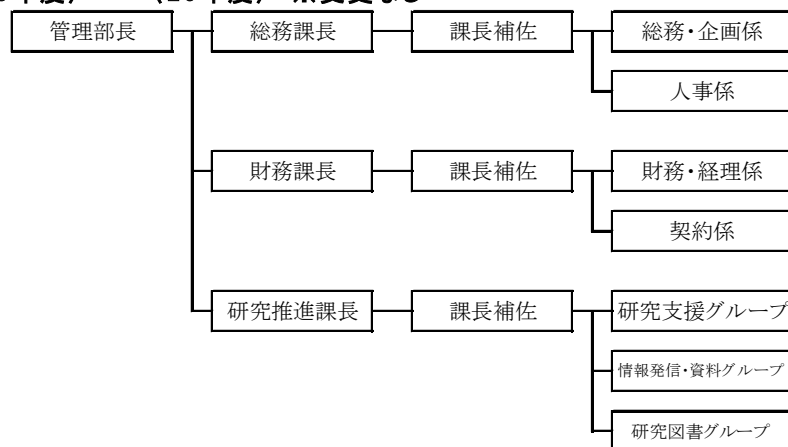 管理部長 総務課長 課長補佐 総務・企画係
人事係
財務課長 課長補佐 財務・経理係
契約係
研究推進課長 課長補佐 研究支援グループ
情報発信・資料グループ
研究図書グループ